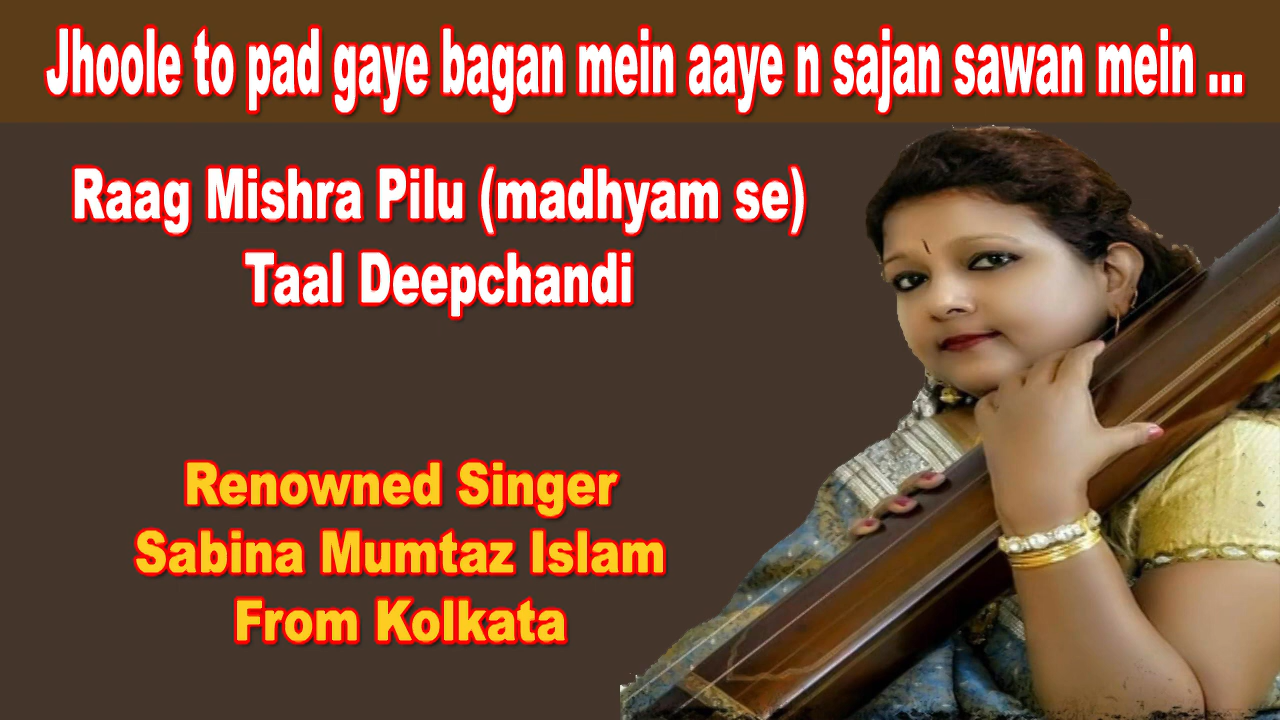 Jhoole to pad gaye bagan mein aaye n sajan sawan mein ...
Raag Mishra Pilu (madhyam se)
Taal Deepchandi
Renowned Singer
Sabina Mumtaz Islam
From Kolkata